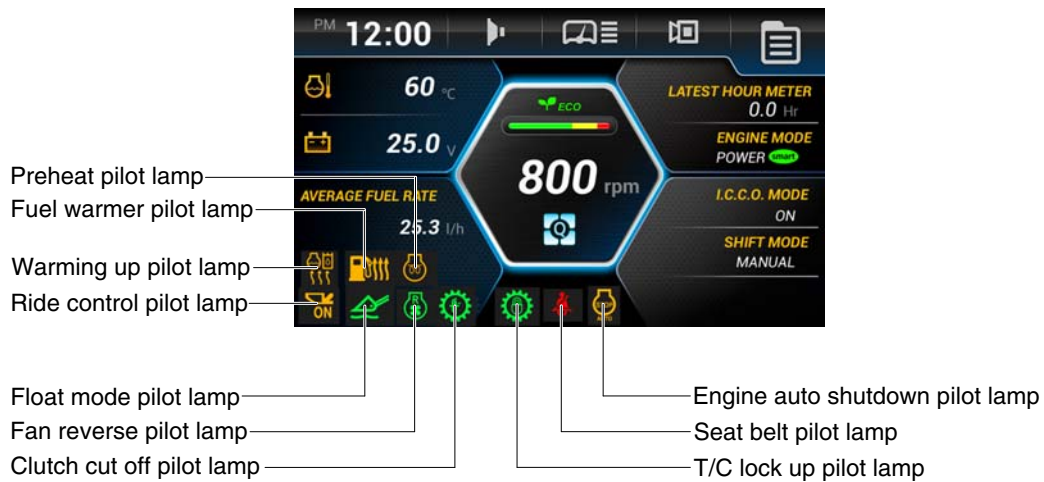 PM 12:00
60 °C
25.0 V
AVERAGE FUEL RATE
25.3 l/h
ECO
800 rpm
Q
LATEST HOUR METER
0.0 Hr
ENGINE MODE
POWER smart
I.C.C.O. MODE
ON
SHIFT MODE
MANUAL
ON
R
AUTO
Preheat pilot lamp
Fuel warmer pilot lamp
Warming up pilot lamp
Ride control pilot lamp
Float mode pilot lamp
Fan reverse pilot lamp
Clutch cut off pilot lamp
Engine auto shutdown pilot lamp
Seat belt pilot lamp
T/C lock up pilot lamp